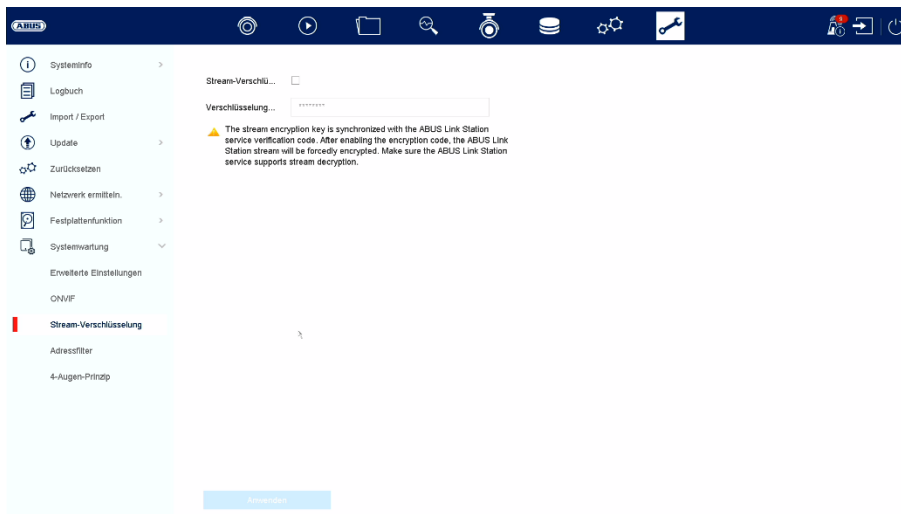 ABUS
3
Systeminfo
Logbuch
Import / Export
Update
Zurücksetzen
Netzwerk ermitteln.
Festplattenfunktion
Systemwartung
Erweiterte Einstellungen
ONVIF
Stream-Verschlüsselung
Adressfilter
4-Augen-Prinzip
Stream-Verschlü...
Verschlüsselung...
********
The stream encryption key is synchronized with the ABUS Link Station
service verification code. After enabling the encryption code, the ABUS Link
Station stream will be forcedly encrypted. Make sure the ABUS Link Station
service supports stream decryption.
Anwenden